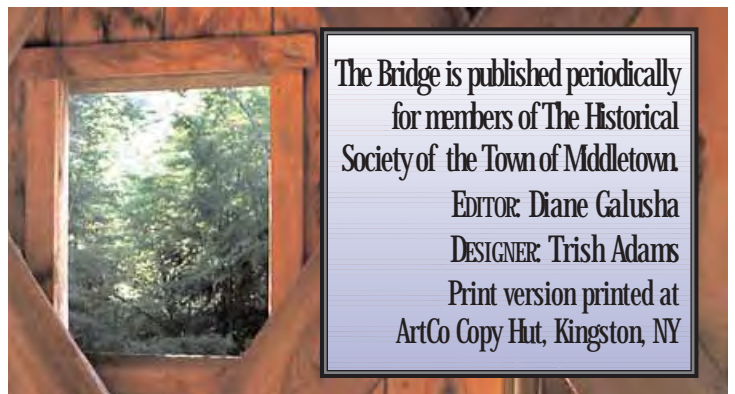 The Bridge is published periodically
for members of The Historical
Society of the Town of Middletown.
EDITOR: Diane Galusha
DESIGNER: Trish Adams
Print version printed at
ArtCo Copy Hut, Kingston, NY